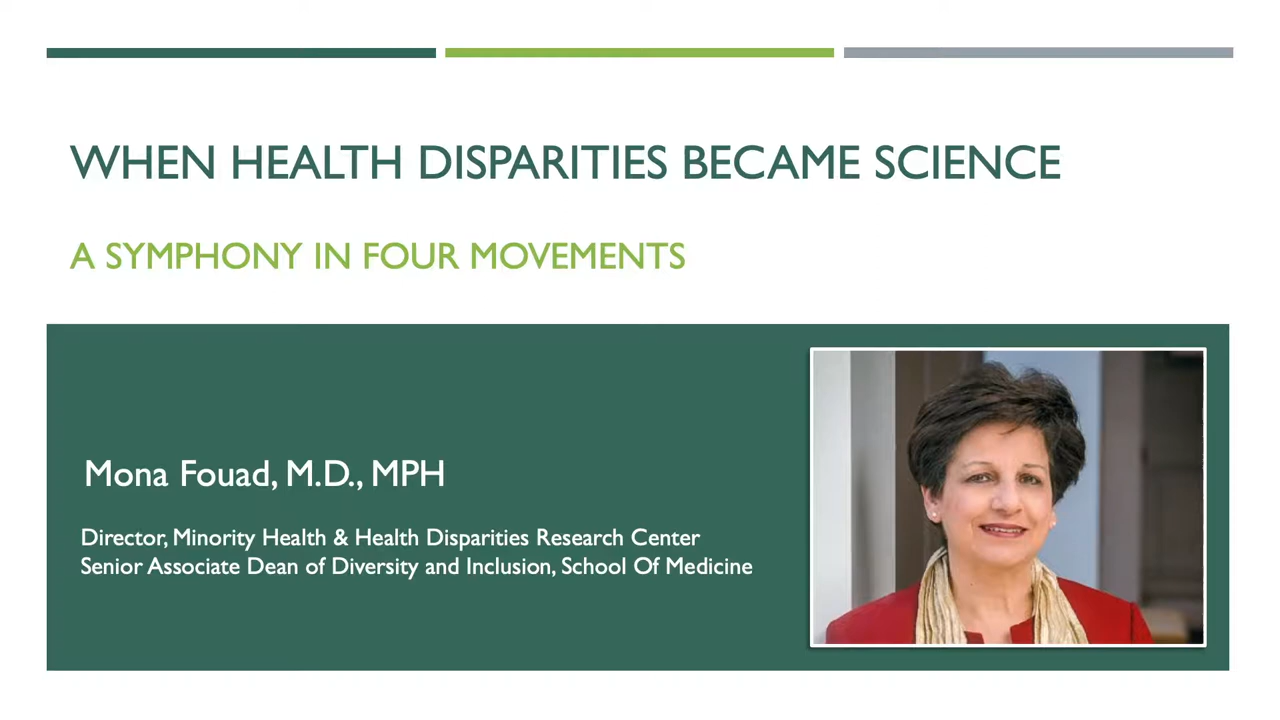 WHEN HEALTH DISPARITIES BECAME SCIENCE
A SYMPHONY IN FOUR MOVEMENTS
Mona Fouad, M.D., MPH
Director, Minority Health & Health Disparities Research Center
Senior Associate Dean of Diversity and Inclusion, School Of Medicine